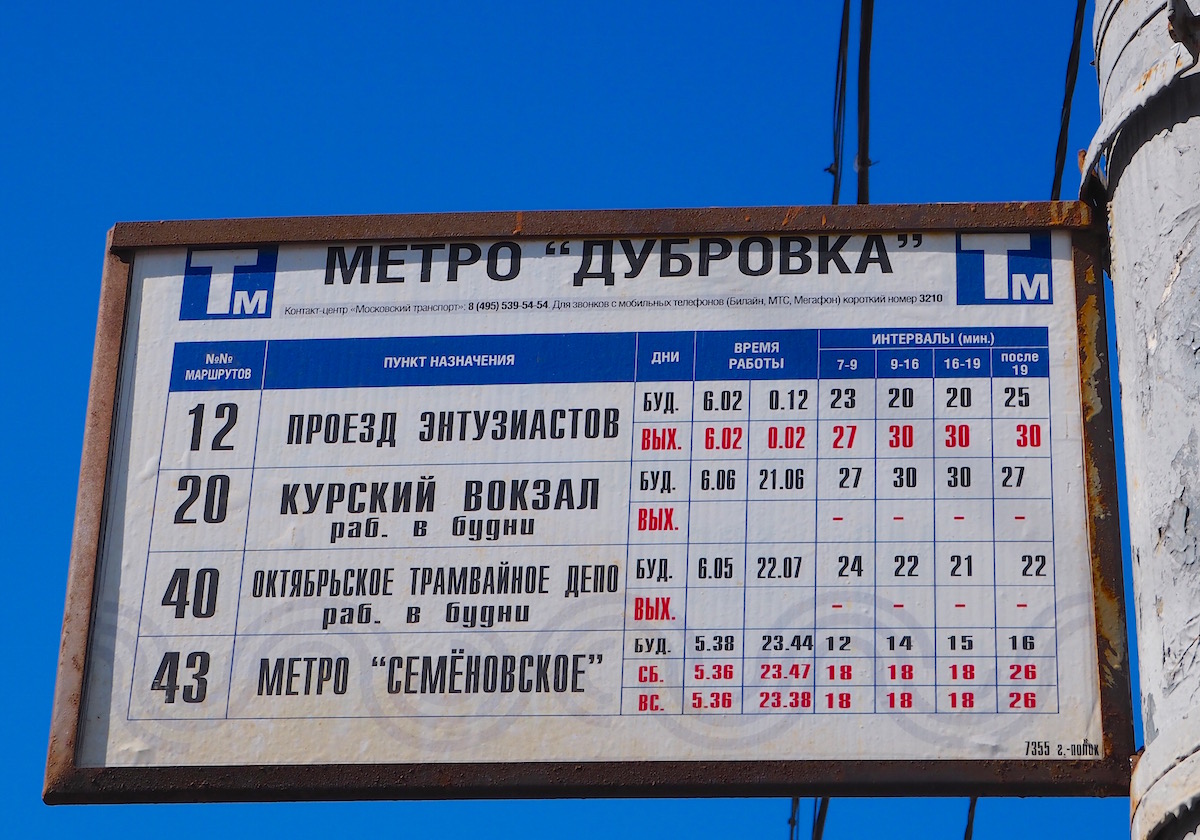 Тм МЕТРО “ДУБРОВКА” Тм
Контакт-центр «Московский транспорт»: 8 (495) 539-54-54. Для звонков с мобильных телефонов (Билайн, МТС, Мегафон) короткий номер 3210
№№ МАРШРУТОВ ПУНКТ НАЗНАЧЕНИЯ ДНИ ВРЕМЯ РАБОТЫ ИНТЕРВАЛЫ (мин.)
7-9 9-16 16-19 после 19
12 ПРОЕЗД ЭНТУЗИАСТОВ БУД. 6.02 0.12 23 20 20 25
ВЫХ. 6.02 0.02 27 30 30 30
20 КУРСКИЙ ВОКЗАЛ БУД. 6.06 21.06 27 30 30 27
раб. в будни ВЫХ. - - - -
40 ОКТЯБРЬСКОЕ ТРАМВАЙНОЕ ДЕПО БУД. 6.05 22.07 24 22 21 22
раб. в будни ВЫХ. - - - -
43 МЕТРО “СЕМЁНОВСКОЕ” БУД. 5.38 23.44 12 14 15 16
СБ. 5.36 23.47 18 18 18 26
ВС. 5.36 23.38 18 18 18 26
7355 г.